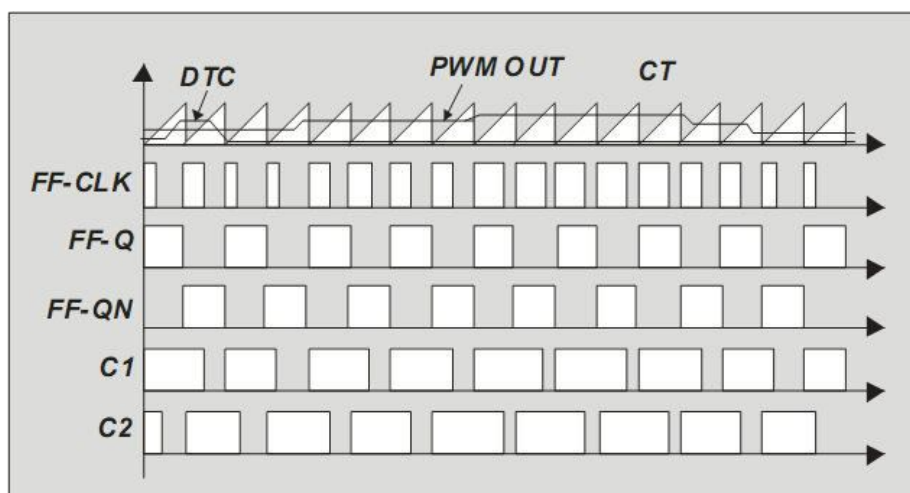 DTC PWM OUT CT
FF-CLK
FF-Q
FF-QN
C1
C2